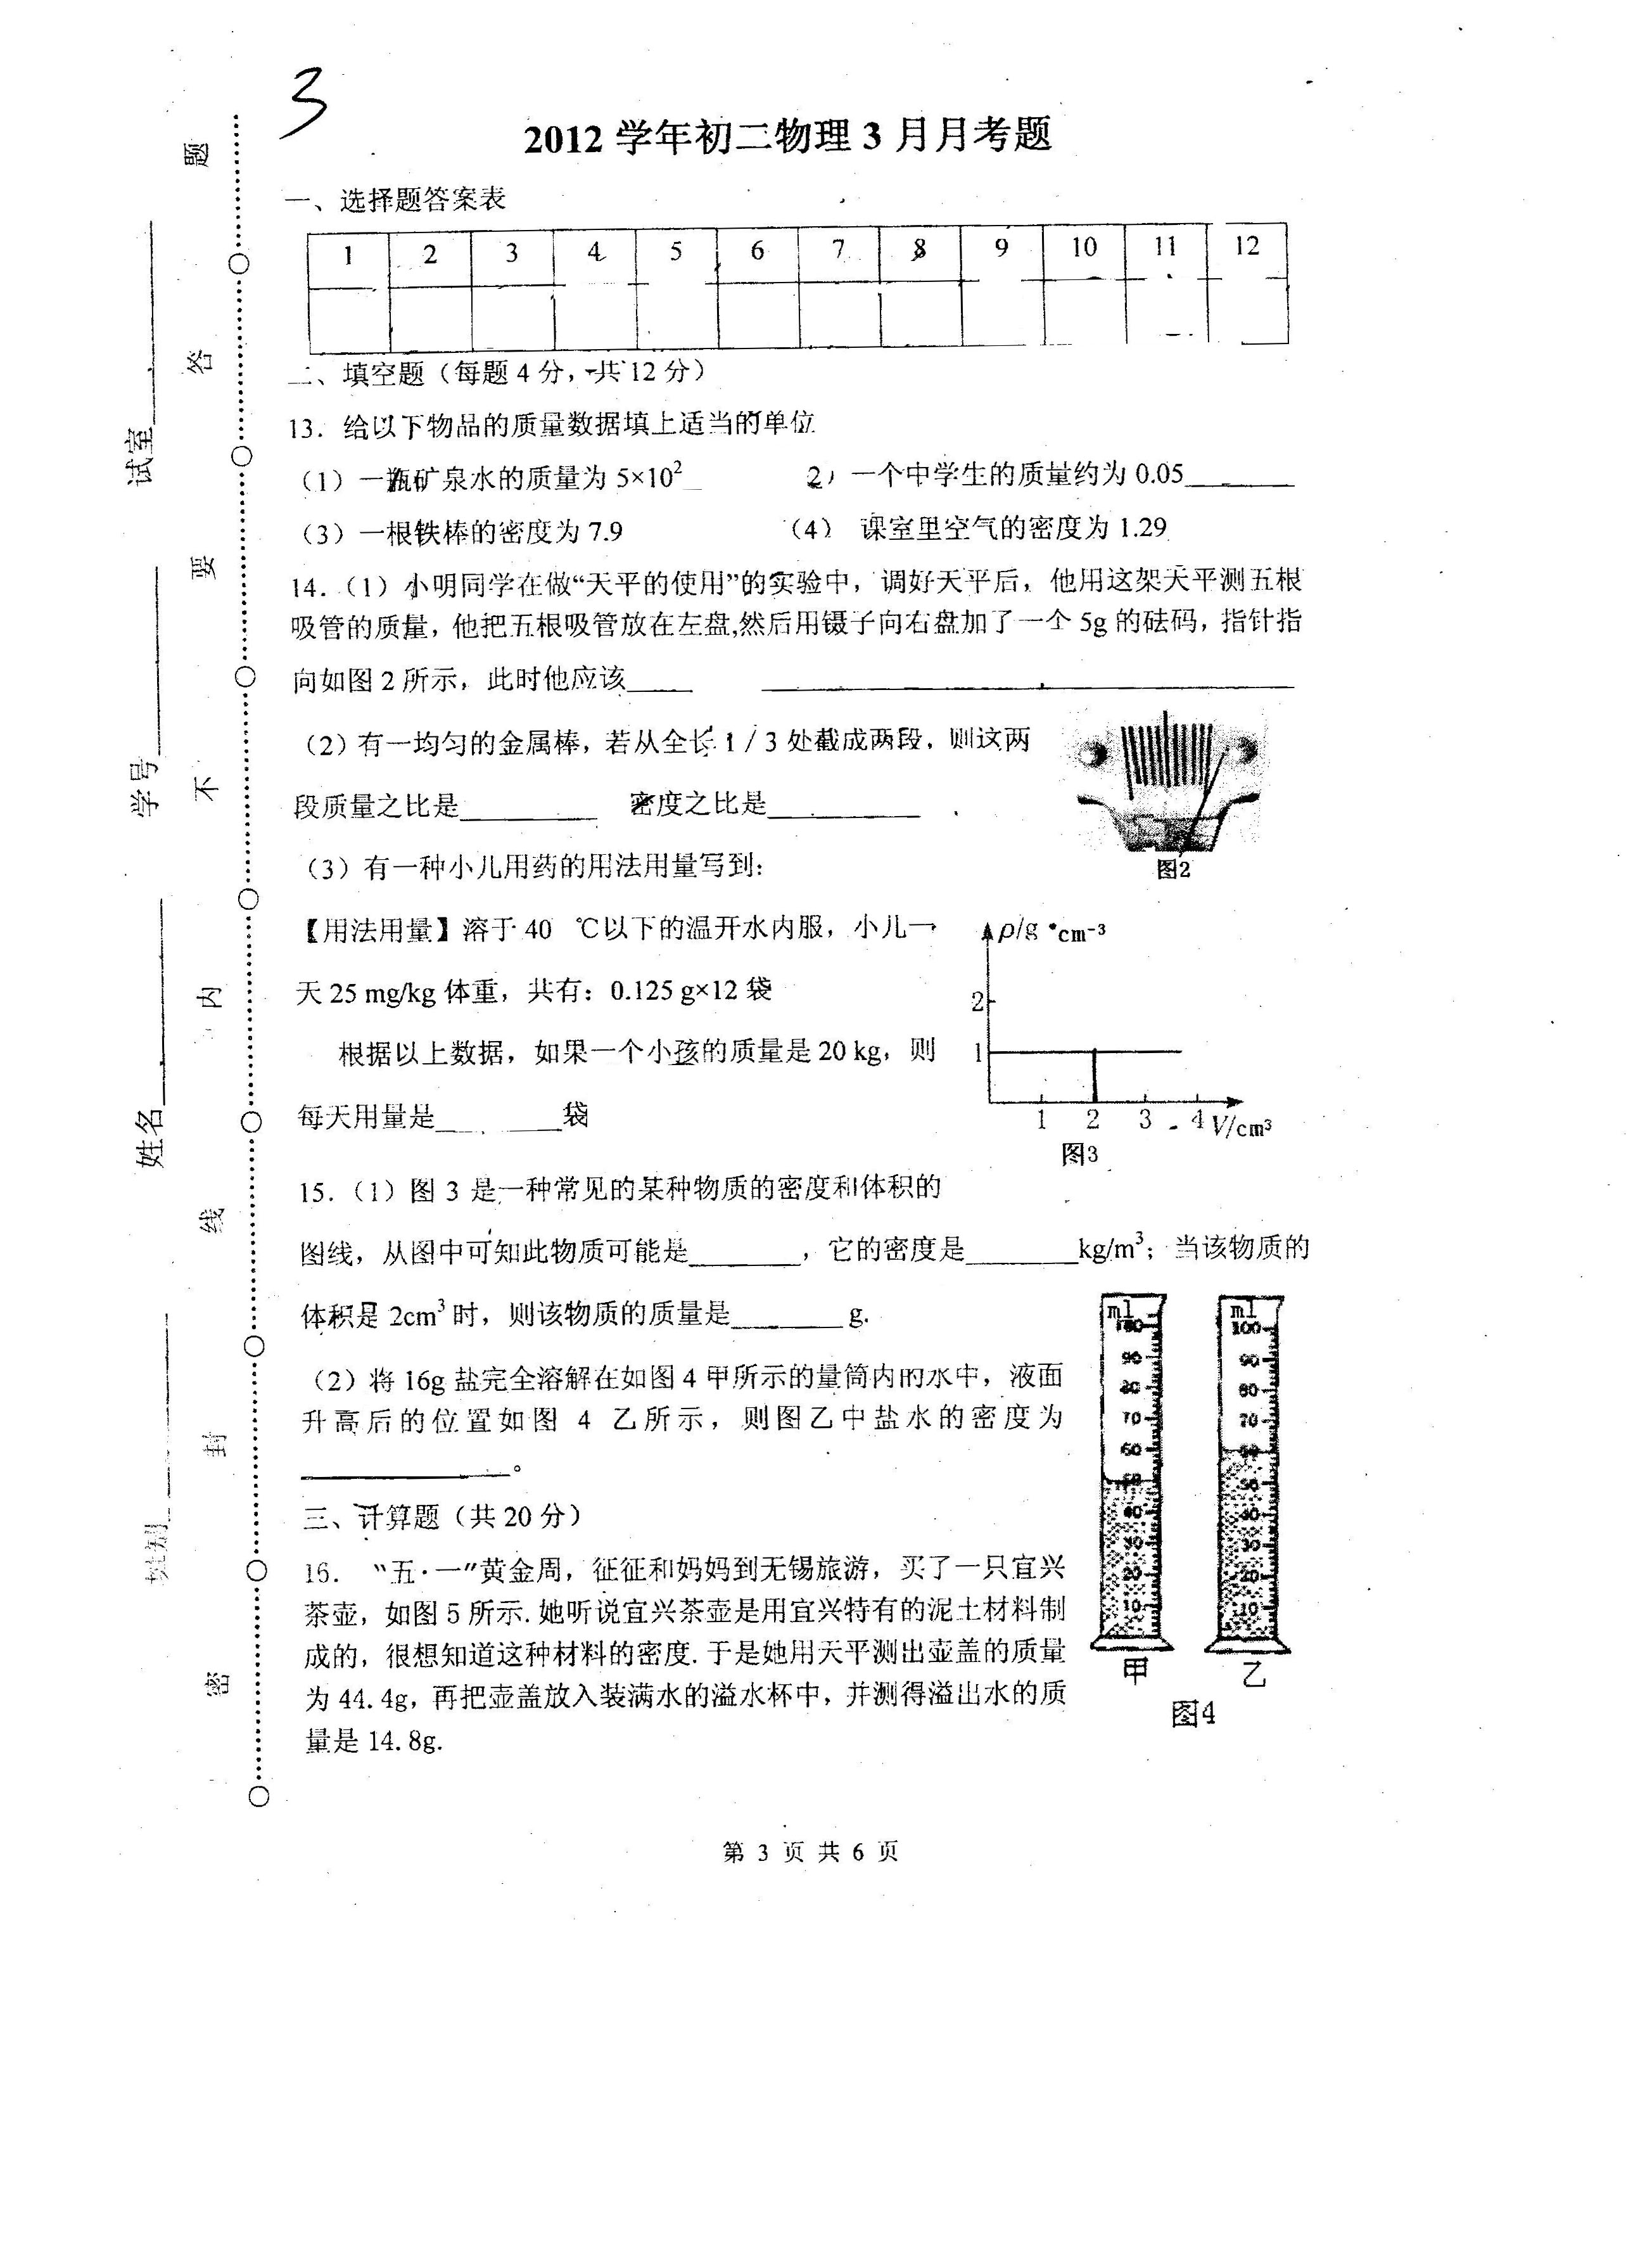 3
2012 学年初二物理 3 月月考题
一、选择题答案表
1 2 3 4 5 6 7 8 9 10 11 12
二、填空题（每题 4 分，共 12 分）
13. 给以下物品的质量数据填上适当的单位
（1）一瓶矿泉水的质量为 5×10²_ 2）一个中学生的质量约为 0.05________
（3）一根铁棒的密度为 7.9 （4） 课室里空气的密度为 1.29
14.（1）小明同学在做“天平的使用”的实验中，调好天平后，他用这架天平测五根
吸管的质量，他把五根吸管放在左盘,然后用镊子向右盘加了一个 5g 的砝码，指针指
向如图 2 所示，此时他应该____ ________________
（2）有一均匀的金属棒，若从全长 1 / 3 处截成两段，则这两
段质量之比是________ 密度之比是________
图2
（3）有一种小儿用药的用法用量写到：
【用法用量】溶于 40 ℃以下的温开水内服，小儿一
天 25 mg/kg 体重，共有：0.125 g×12 袋
根据以上数据，如果一个小孩的质量是 20 kg，则
每天用量是________袋
ρ/g •cm⁻³
2
1
1 2 3 4 V/cm³
图3
15.（1）图 3 是一种常见的某种物质的密度和体积的
图线，从图中可知此物质可能是________，它的密度是________kg/m³；当该物质的
体积是 2cm³ 时，则该物质的质量是________g.
（2）将 16g 盐完全溶解在如图 4 甲所示的量筒内的水中，液面
升高后的位置如图 4 乙所示，则图乙中盐水的密度为
________________。
三、计算题（共 20 分）
16. “五·一”黄金周，征征和妈妈到无锡旅游，买了一只宜兴
茶壶，如图 5 所示. 她听说宜兴茶壶是用宜兴特有的泥土材料制
成的，很想知道这种材料的密度. 于是她用天平测出壶盖的质量
为 44. 4g，再把壶盖放入装满水的溢水杯中，并测得溢出水的质
量是 14. 8g.
ml 100 90 80 70 60 50 40 30 20 10
甲
ml 100 90 80 70 60 50 40 30 20 10
乙
图4
第 3 页 共 6 页
试室________
学号________
姓名________
班别________
密 封 线 内 不 要 答 题